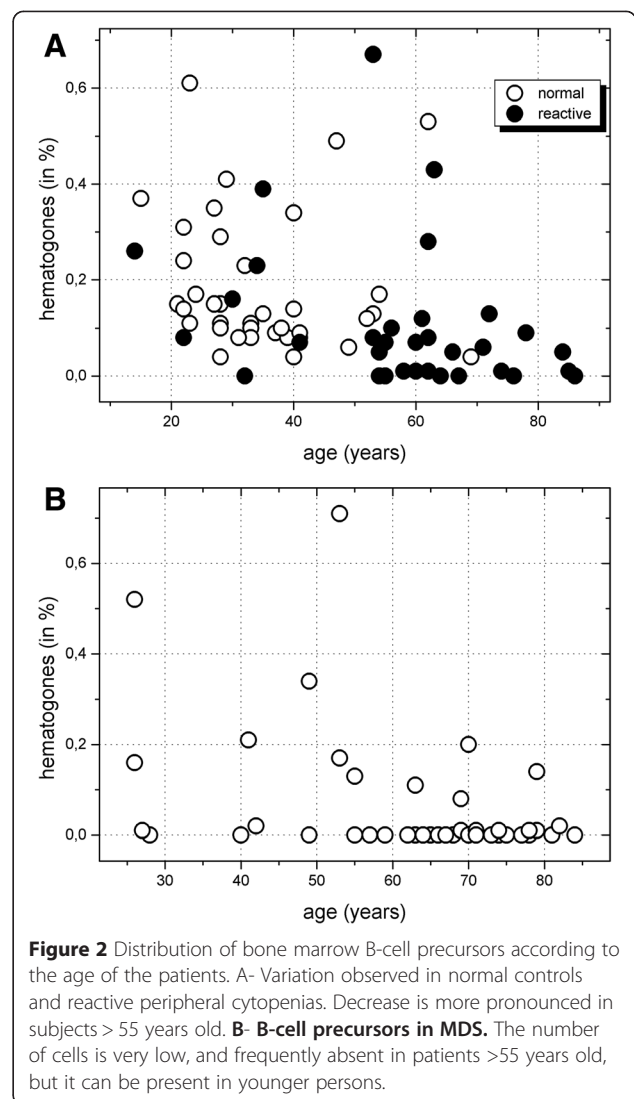 A
hematogones (in %)
0,6
0,4
0,2
0,0
normal
reactive
20 40 60 80
age (years)
B
hematogones (in %)
0,6
0,4
0,2
0,0
30 40 50 60 70 80
age (years)
Figure 2 Distribution of bone marrow B-cell precursors according to
the age of the patients. A- Variation observed in normal controls
and reactive peripheral cytopenias. Decrease is more pronounced in
subjects > 55 years old. B- B-cell precursors in MDS. The number
of cells is very low, and frequently absent in patients >55 years old,
but it can be present in younger persons.